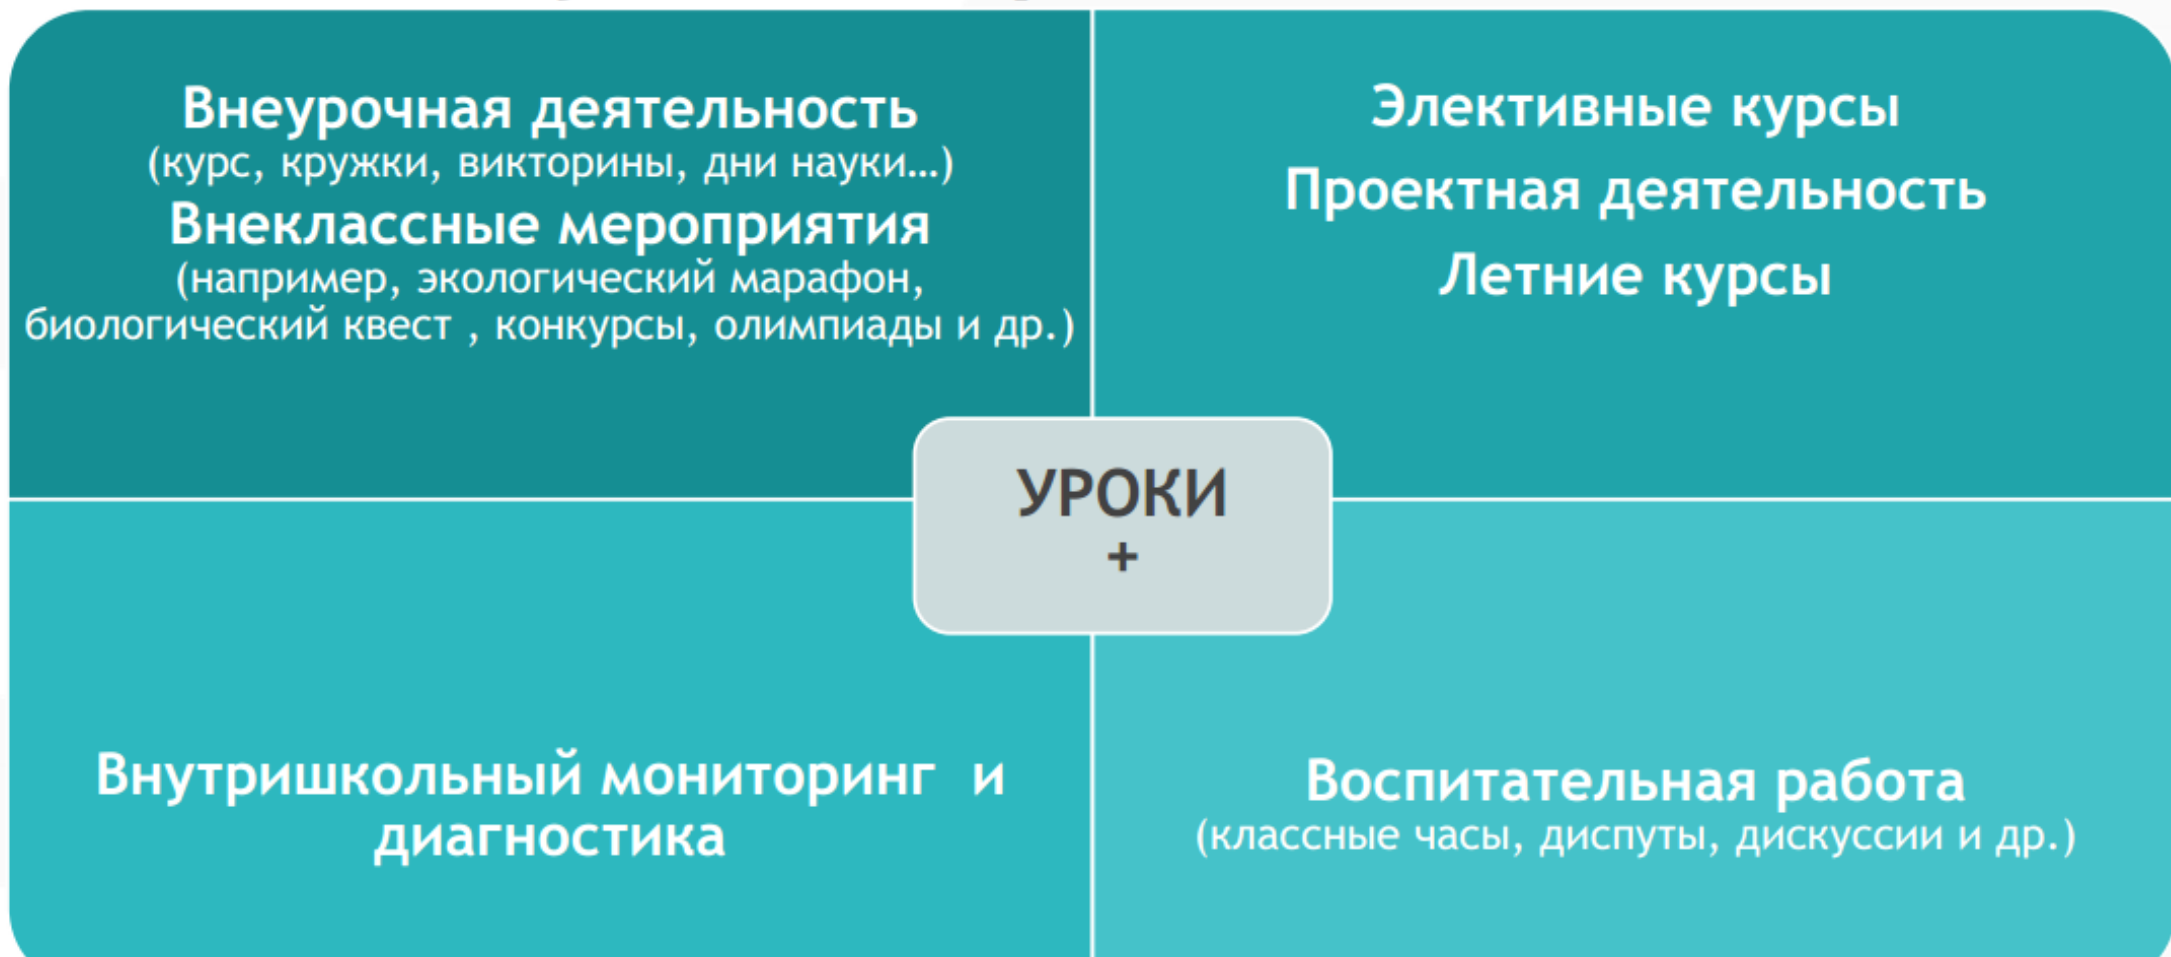 Внеурочная деятельность
(курс, кружки, викторины, дни науки…)
Внеклассные мероприятия
(например, экологический марафон,
биологический квест , конкурсы, олимпиады и др.)
Элективные курсы
Проектная деятельность
Летние курсы
УРОКИ
+
Внутришкольный мониторинг  и
диагностика
Воспитательная работа
(классные часы, диспуты, дискуссии и др.)